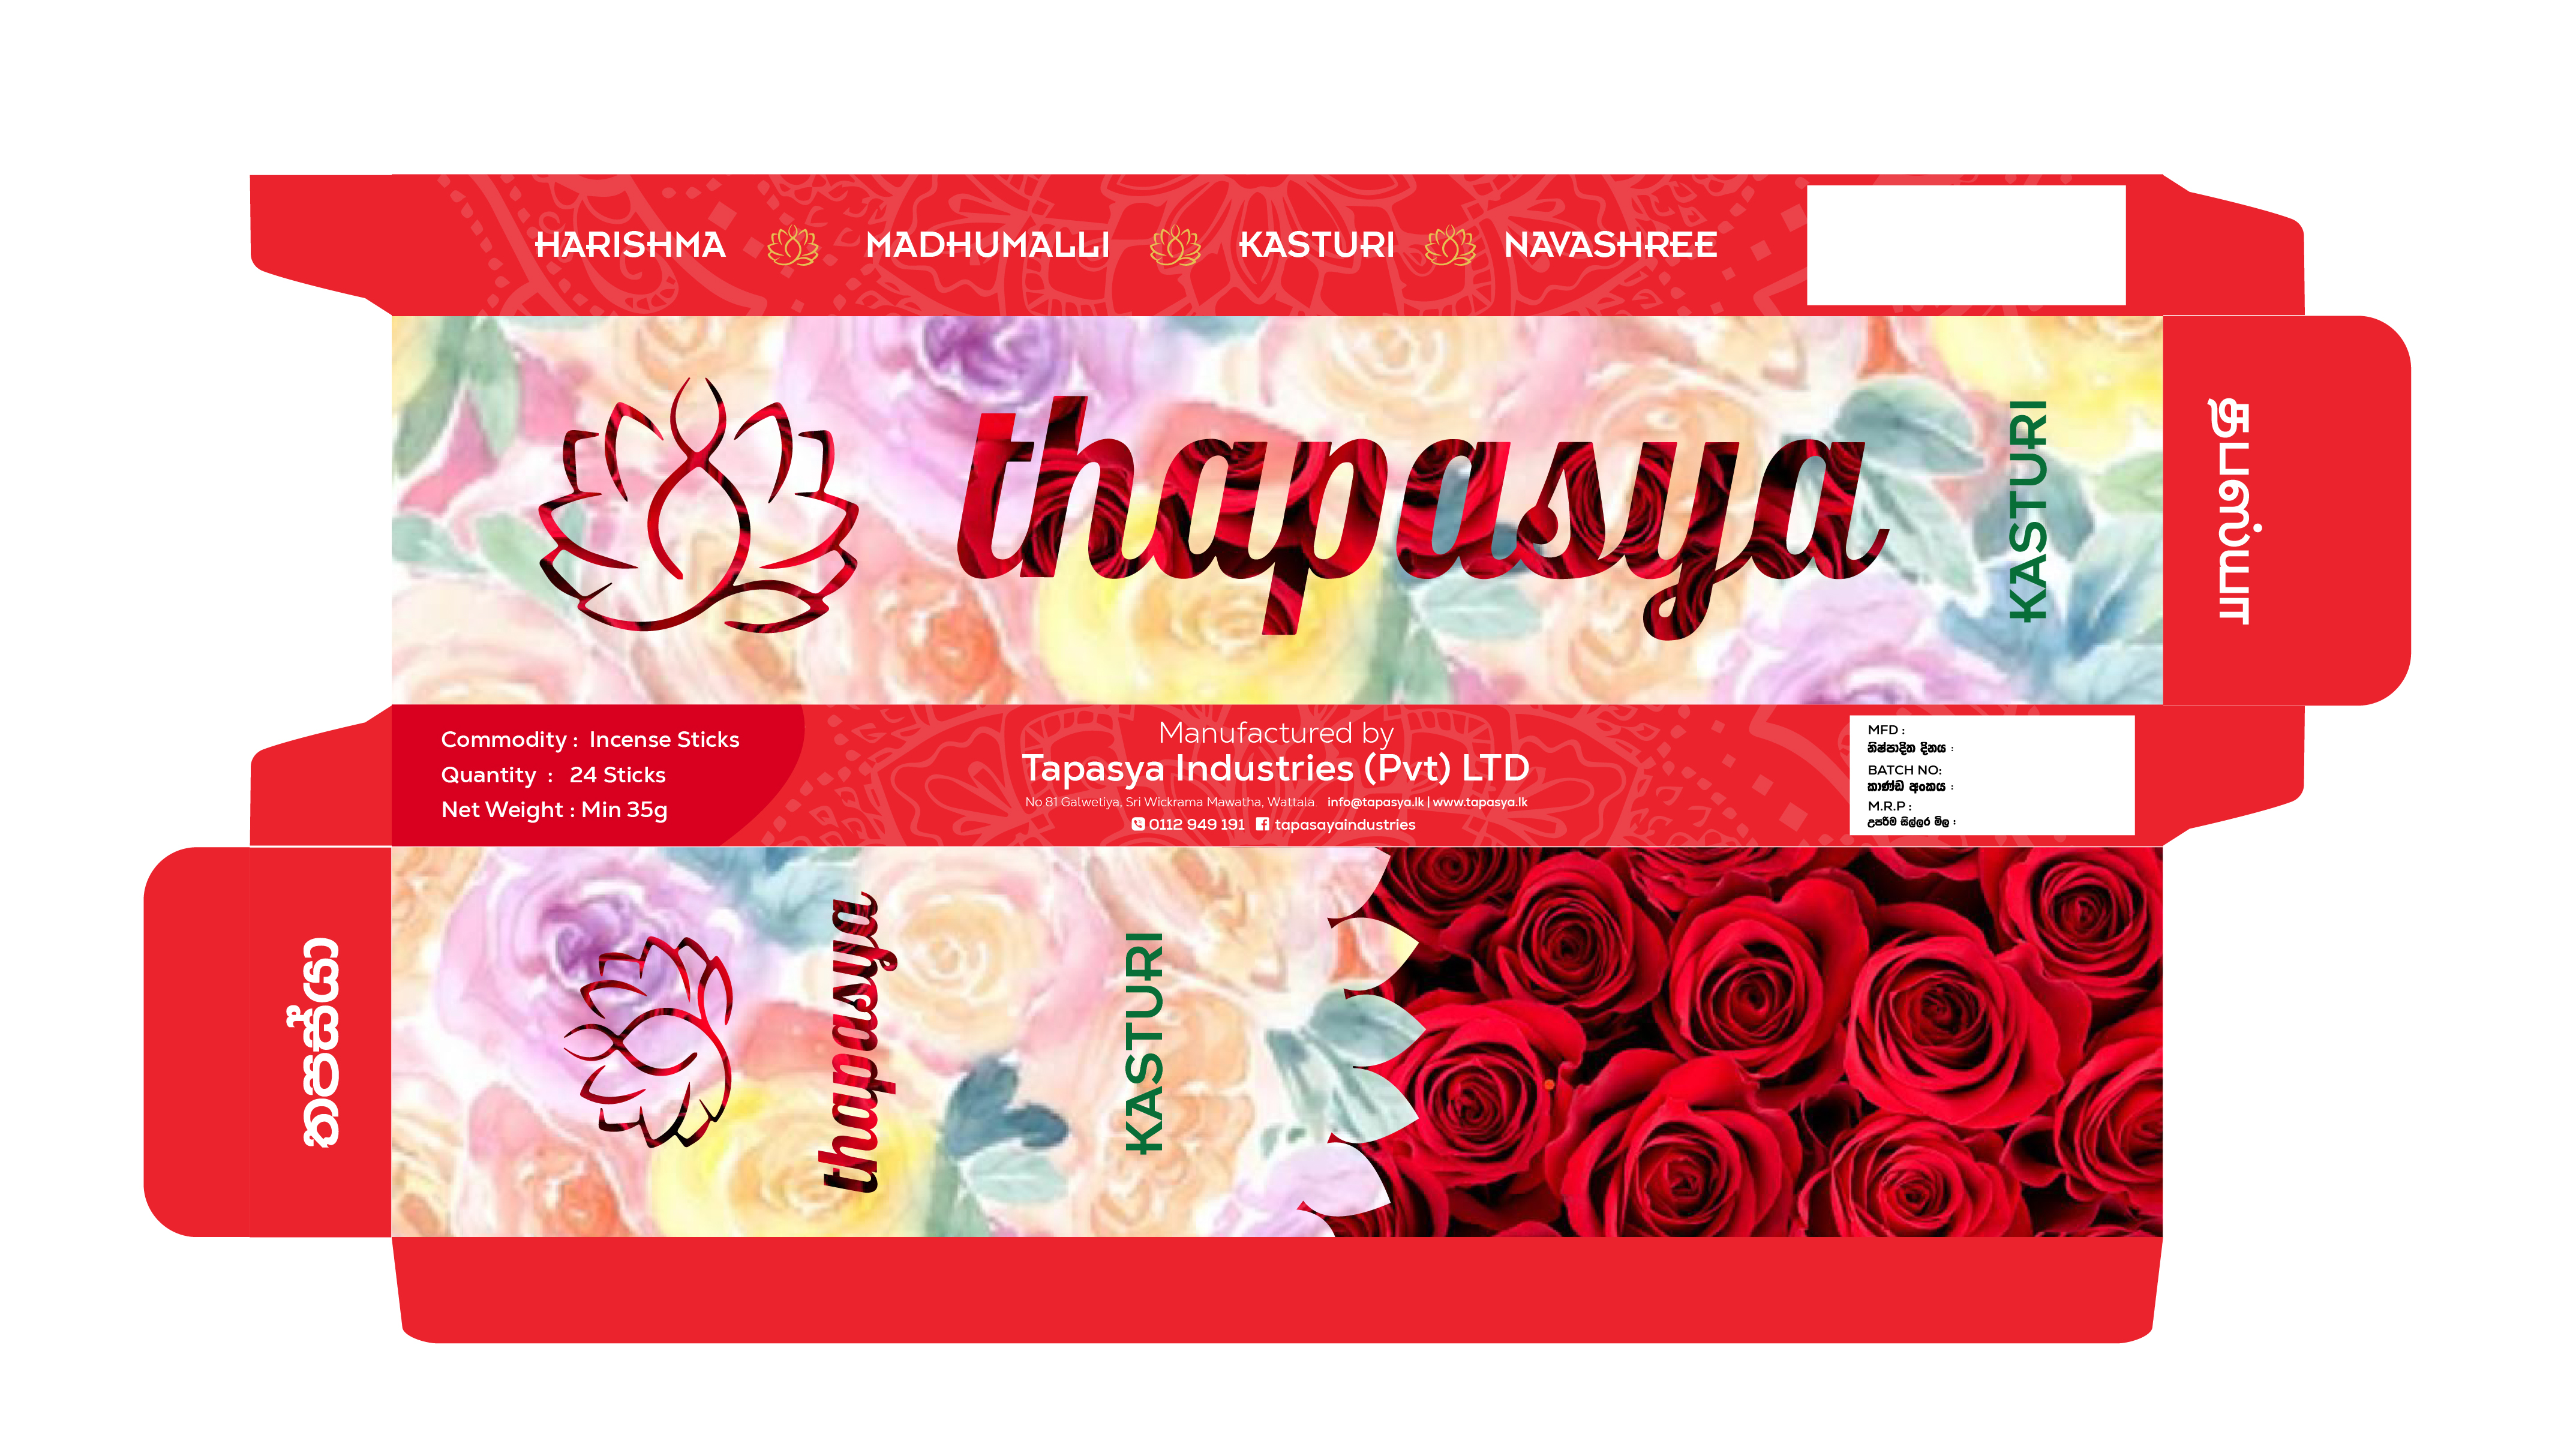 HARISHMA MADHUMALLI KASTURI NAVASHREE
thapasya
KASTURI
தபஸ்யா
Commodity : Incense Sticks
Quantity : 24 Sticks
Net Weight : Min 35g
Manufactured by
Tapasya Industries (Pvt) LTD
No 81 Galwetiya, Sri Wickrama Mawatha, Wattala. info@tapasya.lk | www.tapasya.lk
0112 949 191 tapasayaindustries
MFD :
නිෂ්පාදිත දිනය :
BATCH NO:
කාණ්ඩ අංකය :
M.R.P :
උපරිම සිල්ලර මිල :
තපස්යා
thapasya
KASTURI